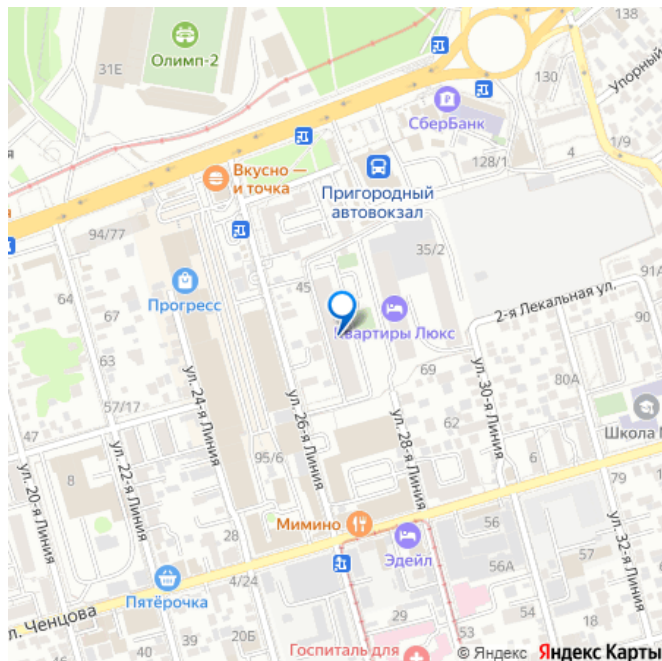 138
31Е
Олимп-2
130
Упорный
СберБанк
1/9
Вкусно —
и точка
128/1
4
Пригородный
автовокзал
94/77
35/2
91А
Прогресс
45
64
67
2-я Лекальная ул.
90
Квартиры Люкс
63
69
80А
57/17
ул. 24-я Линия
ул. 26-я Линия
ул. 28-я Линия
ул. 30-я Линия
62
Школа
47
ул. 20-я Линия
ул. 22-я Линия
8
95/6
6
79
ул. 32-я Линия
Мимино
28
56
Эдейл
57
4/24
56А
Пятёрочка
л. Ченцова
39
20Б
44
29
53
55
Госпиталь для
© Яндекс Яндекс Карты